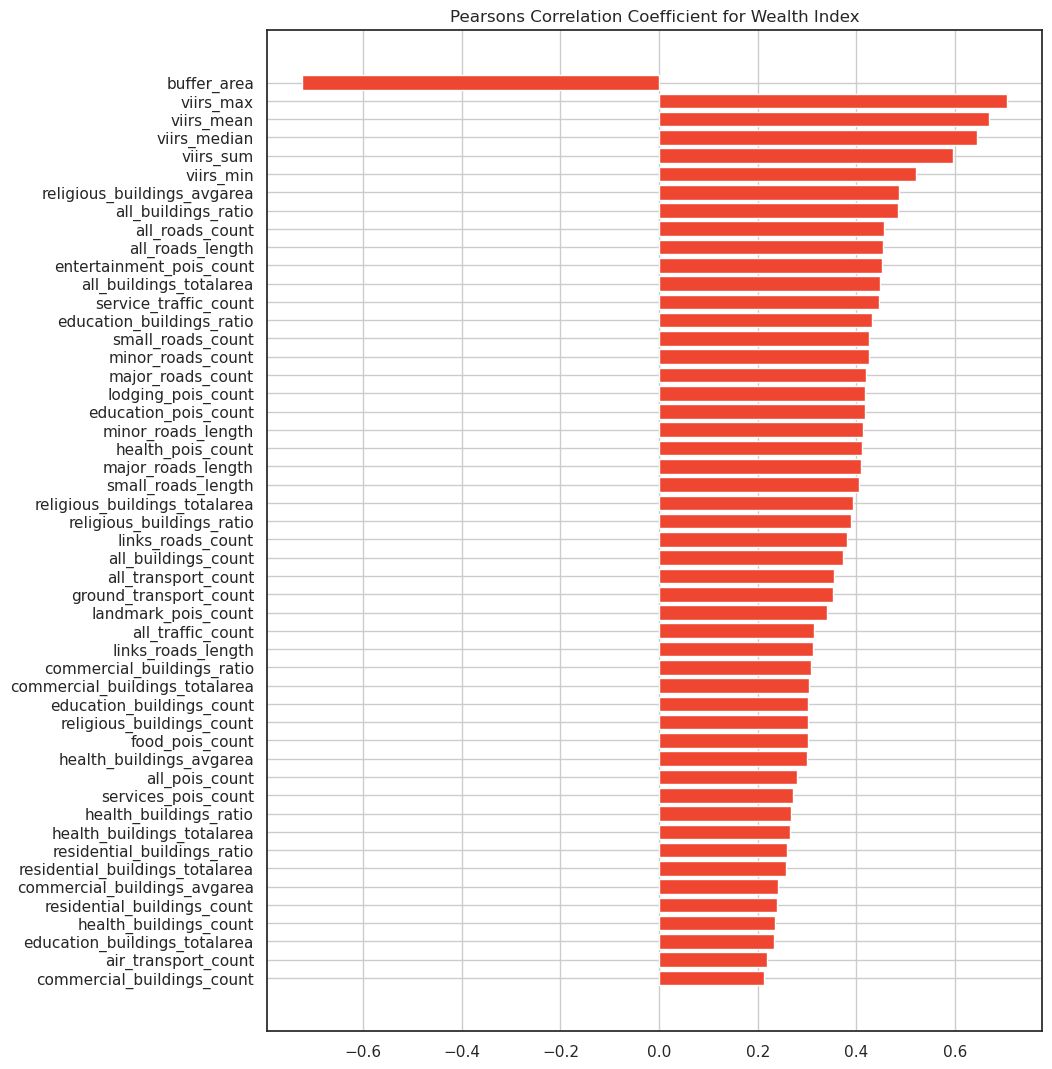 Pearsons Correlation Coefficient for Wealth Index
buffer_area
viirs_max
viirs_mean
viirs_median
viirs_sum
viirs_min
religious_buildings_avgarea
all_buildings_ratio
all_roads_count
all_roads_length
entertainment_pois_count
all_buildings_totalarea
service_traffic_count
education_buildings_ratio
small_roads_count
minor_roads_count
major_roads_count
lodging_pois_count
education_pois_count
minor_roads_length
health_pois_count
major_roads_length
small_roads_length
religious_buildings_totalarea
religious_buildings_ratio
links_roads_count
all_buildings_count
all_transport_count
ground_transport_count
landmark_pois_count
all_traffic_count
links_roads_length
commercial_buildings_ratio
commercial_buildings_totalarea
education_buildings_count
religious_buildings_count
food_pois_count
health_buildings_avgarea
all_pois_count
services_pois_count
health_buildings_ratio
health_buildings_totalarea
residential_buildings_ratio
residential_buildings_totalarea
commercial_buildings_avgarea
residential_buildings_count
health_buildings_count
education_buildings_totalarea
air_transport_count
commercial_buildings_count
−0.6 −0.4 −0.2 0.0 0.2 0.4 0.6